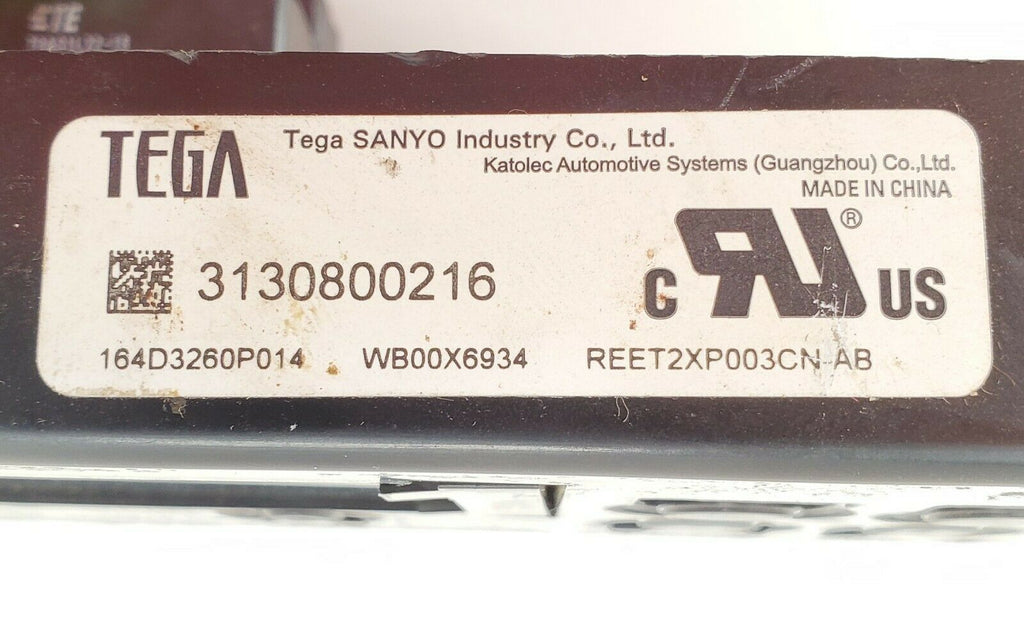 TEGA
Tega SANYO Industry Co., Ltd.
Katolec Automotive Systems (Guangzhou) Co.,Ltd.
MADE IN CHINA
3130800216
C RU® US
164D3260P014 WB00X6934 REET2XP003CN-AB